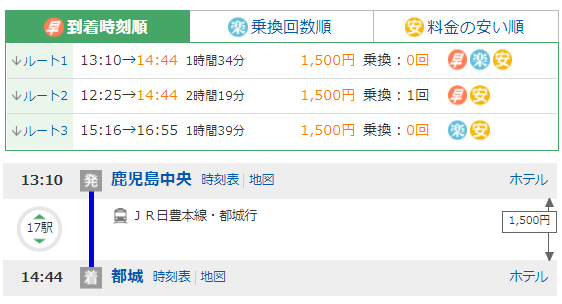 早 到着時刻順 楽 乗換回数順 安 料金の安い順
↓ルート1 13:10→14:44 1時間34分 1,500円 乗換：0回 早 楽 安
↓ルート2 12:25→14:44 2時間19分 1,500円 乗換：1回 早 安
↓ルート3 15:16→16:55 1時間39分 1,500円 乗換：0回 楽 安
13:10 発 鹿児島中央 時刻表 | 地図 ホテル
17駅 ＪＲ日豊本線・都城行 1,500円
14:44 着 都城 時刻表 | 地図 ホテル